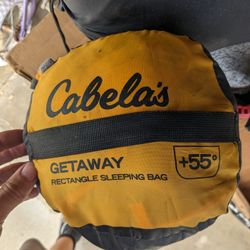 Cabela's
GETAWAY
RECTANGLE SLEEPING BAG
+55°